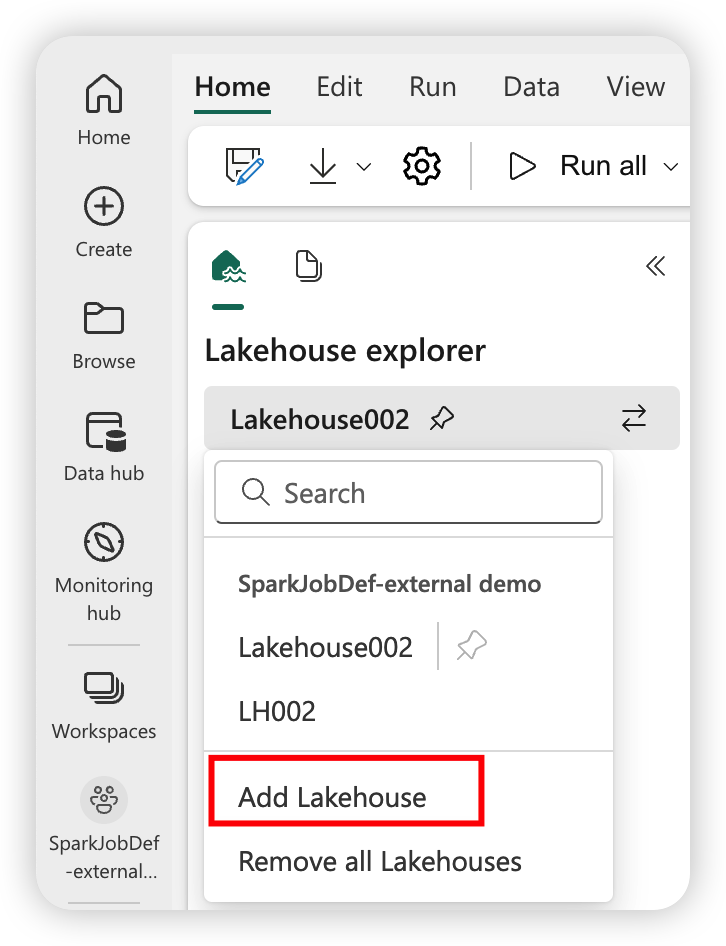 Home
Create
Browse
Data hub
Monitoring
hub
Workspaces
SparkJobDef
-external...
Home Edit Run Data View
Run all
Lakehouse explorer
Lakehouse002
Search
SparkJobDef-external demo
Lakehouse002
LH002
Add Lakehouse
Remove all Lakehouses